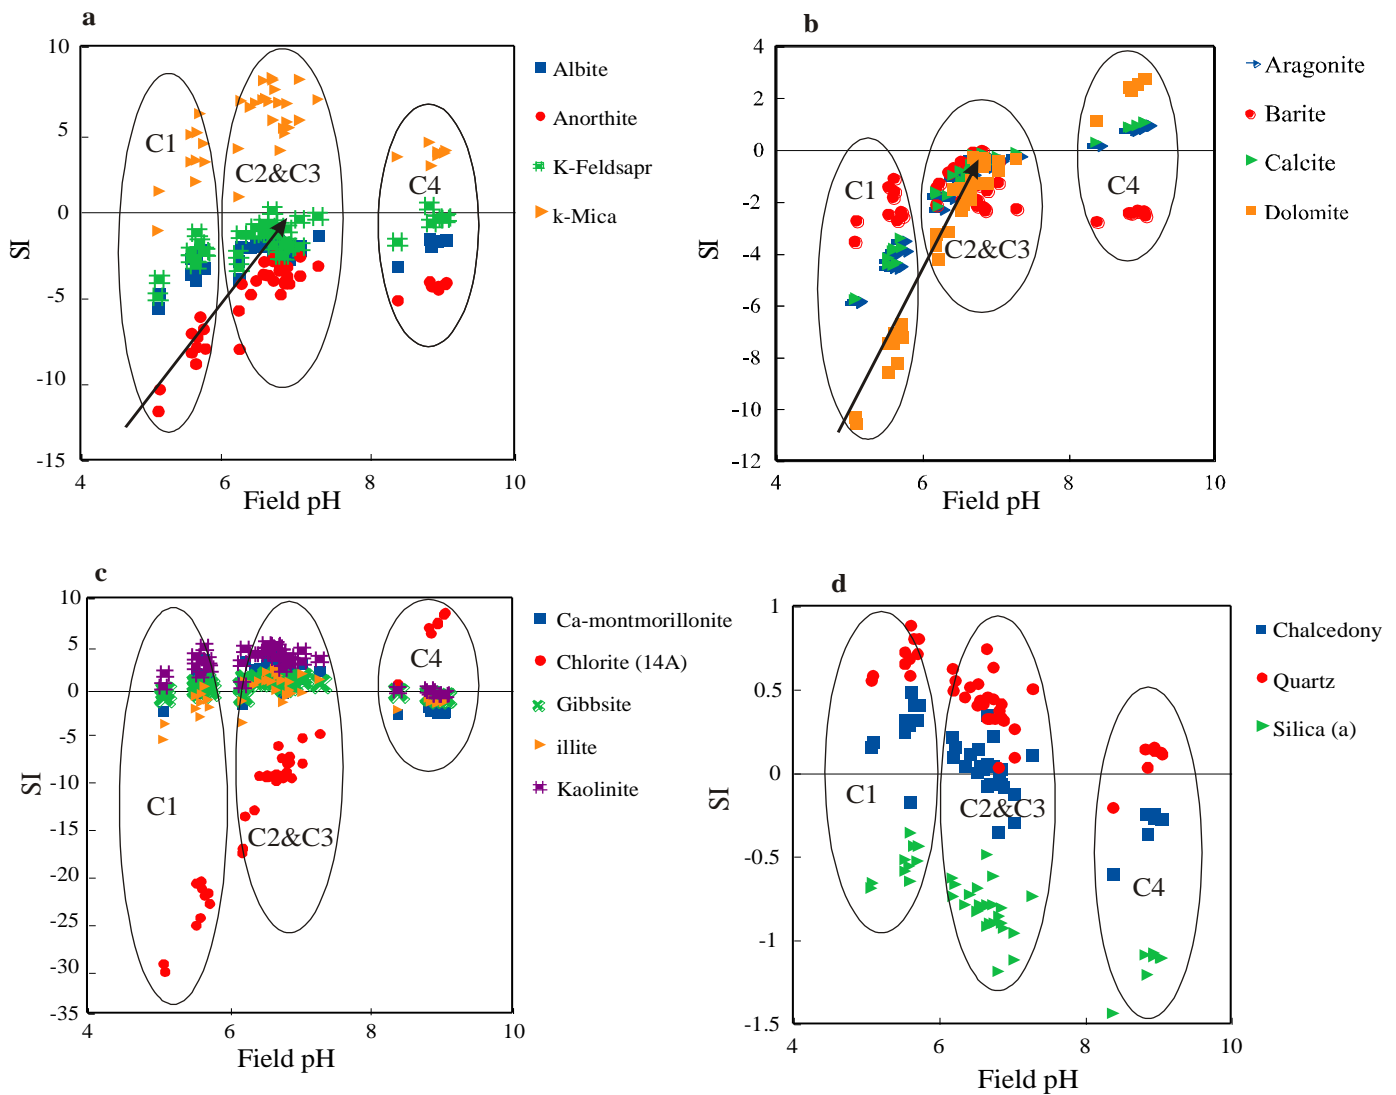 a
10
5
0
-5
-10
-15
4
6
8
10
SI
Field pH
C1
C2&C3
C4
Albite
Anorthite
K-Feldsapr
k-Mica
b
4
2
0
-2
-4
-6
-8
-10
-12
4
6
8
10
SI
Field pH
C1
C2&C3
C4
Aragonite
Barite
Calcite
Dolomite
c
10
5
0
-5
-10
-15
-20
-25
-30
-35
4
6
8
10
SI
Field pH
C1
C2&C3
C4
Ca-montmorillonite
Chlorite (14A)
Gibbsite
illite
Kaolinite
d
1
0.5
0
-0.5
-1
-1.5
4
6
8
10
SI
Field pH
C1
C2&C3
C4
Chalcedony
Quartz
Silica (a)